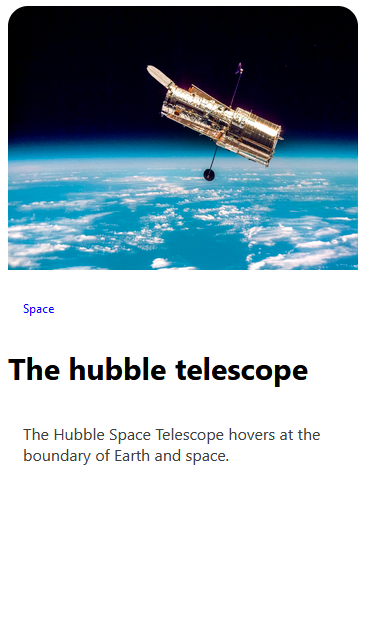 Space
The hubble telescope
The Hubble Space Telescope hovers at the
boundary of Earth and space.